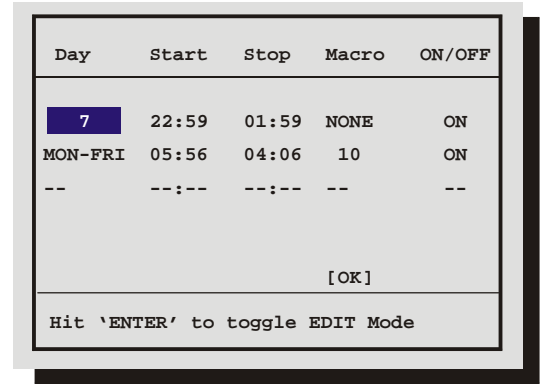 Day Start Stop Macro ON/OFF
7 22:59 01:59 NONE ON
MON-FRI 05:56 04:06 10 ON
-- --:-- --:-- -- --
[OK]
Hit ‘ENTER’ to toggle EDIT Mode